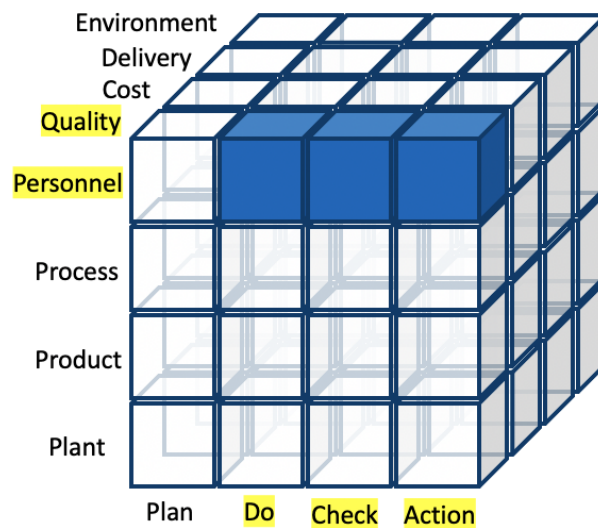 Environment
Delivery
Cost
Quality
Personnel
Process
Product
Plant
Plan Do Check Action